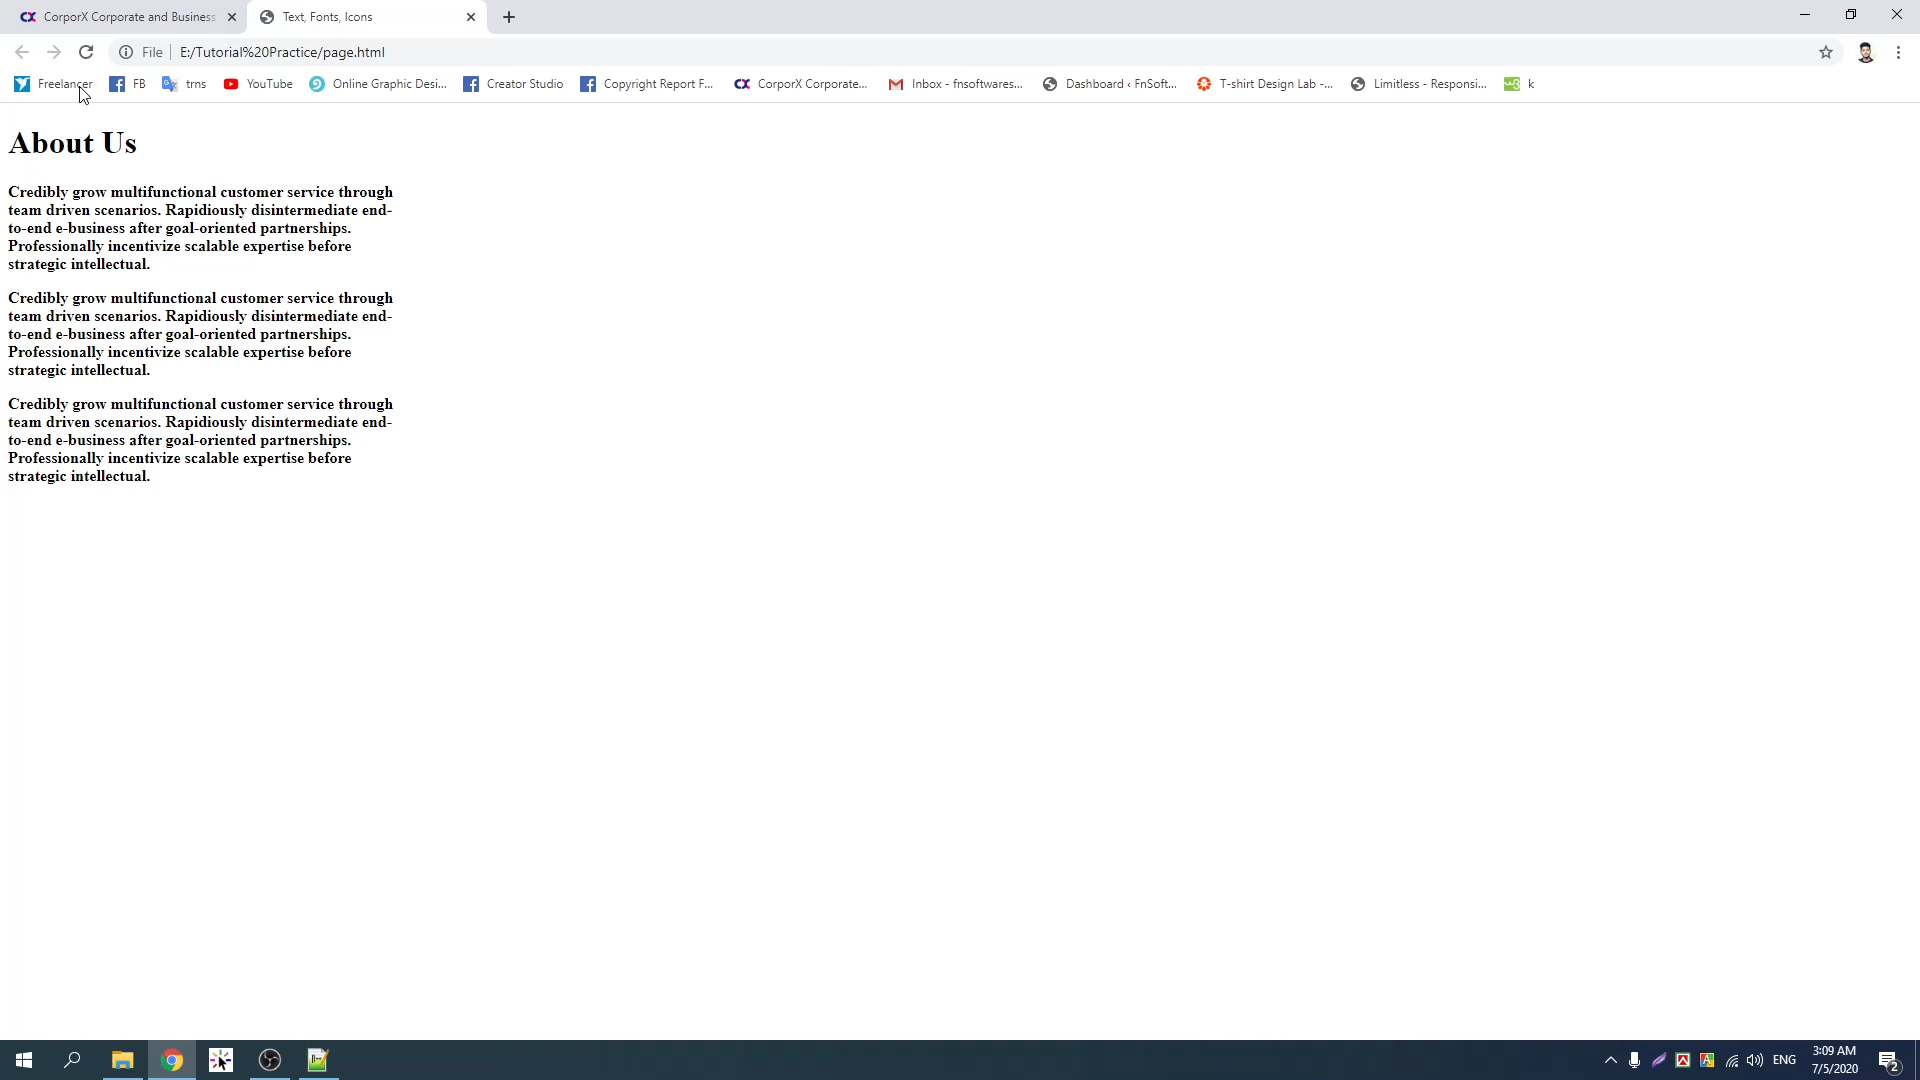 CX CorporX Corporate and Business
Text, Fonts, Icons
File
E:/Tutorial%20Practice/page.html
Freelancer
FB
trns
YouTube
Online Graphic Desi...
Creator Studio
Copyright Report F...
CX CorporX Corporate...
Inbox - fnsoftwares...
Dashboard ‹ FnSoft...
T-shirt Design Lab -...
Limitless - Responsi...
k
About Us
Credibly grow multifunctional customer service through
team driven scenarios. Rapidiously disintermediate end-
to-end e-business after goal-oriented partnerships.
Professionally incentivize scalable expertise before
strategic intellectual.
Credibly grow multifunctional customer service through
team driven scenarios. Rapidiously disintermediate end-
to-end e-business after goal-oriented partnerships.
Professionally incentivize scalable expertise before
strategic intellectual.
Credibly grow multifunctional customer service through
team driven scenarios. Rapidiously disintermediate end-
to-end e-business after goal-oriented partnerships.
Professionally incentivize scalable expertise before
strategic intellectual.
ENG
3:09 AM
7/5/2020
2